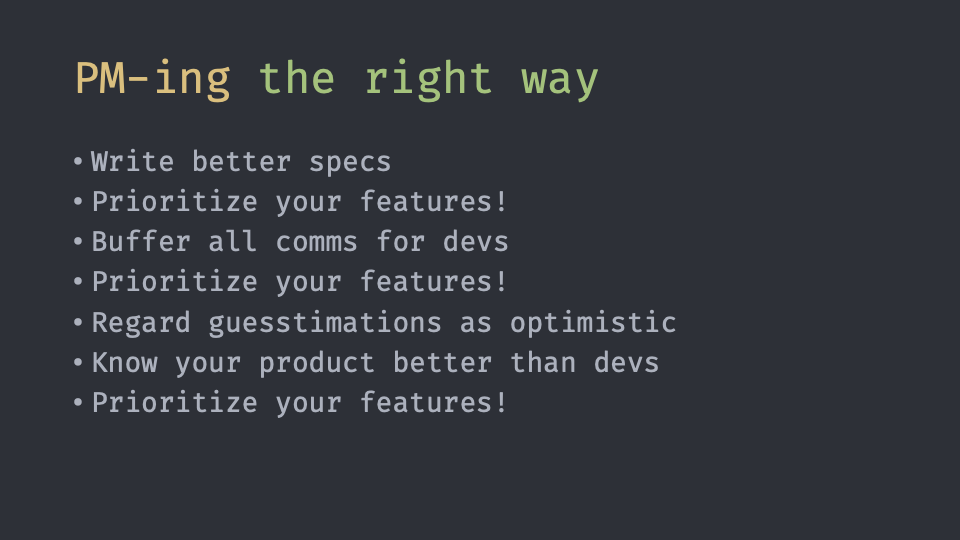 PM-ing the right way
• Write better specs
• Prioritize your features!
• Buffer all comms for devs
• Prioritize your features!
• Regard guesstimations as optimistic
• Know your product better than devs
• Prioritize your features!